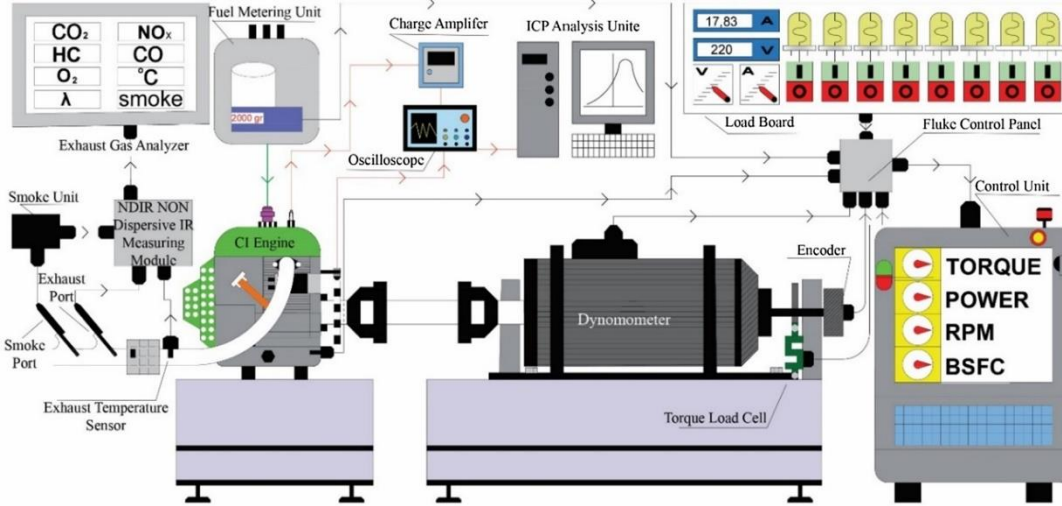 CO₂
NOₓ
HC
CO
O₂
°C
λ
smoke
Exhaust Gas Analyzer
Fuel Metering Unit
2000 gr
Charge Amplifer
Oscilloscope
ICP Analysis Unite
17,83 A
220 V
V
A
Load Board
Fluke Control Panel
Control Unit
Smoke Unit
NDIR NON
Dispersive IR
Measuring
Module
Exhaust
Port
Smoke
Port
Exhaust Temperature
Sensor
CI Engine
Dynomometer
Encoder
Torque Load Cell
TORQUE
POWER
RPM
BSFC